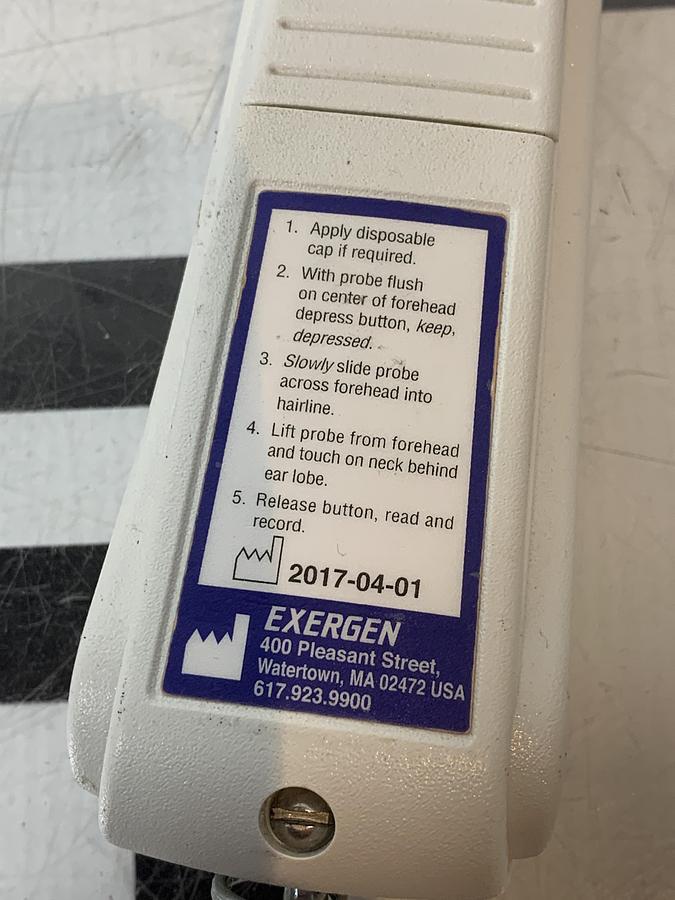 1. Apply disposable
cap if required.
2. With probe flush
on center of forehead
depress button, keep,
depressed.
3. Slowly slide probe
across forehead into
hairline.
4. Lift probe from forehead
and touch on neck behind
ear lobe.
5. Release button, read and
record.
2017-04-01
EXERGEN
400 Pleasant Street,
Watertown, MA 02472 USA
617.923.9900